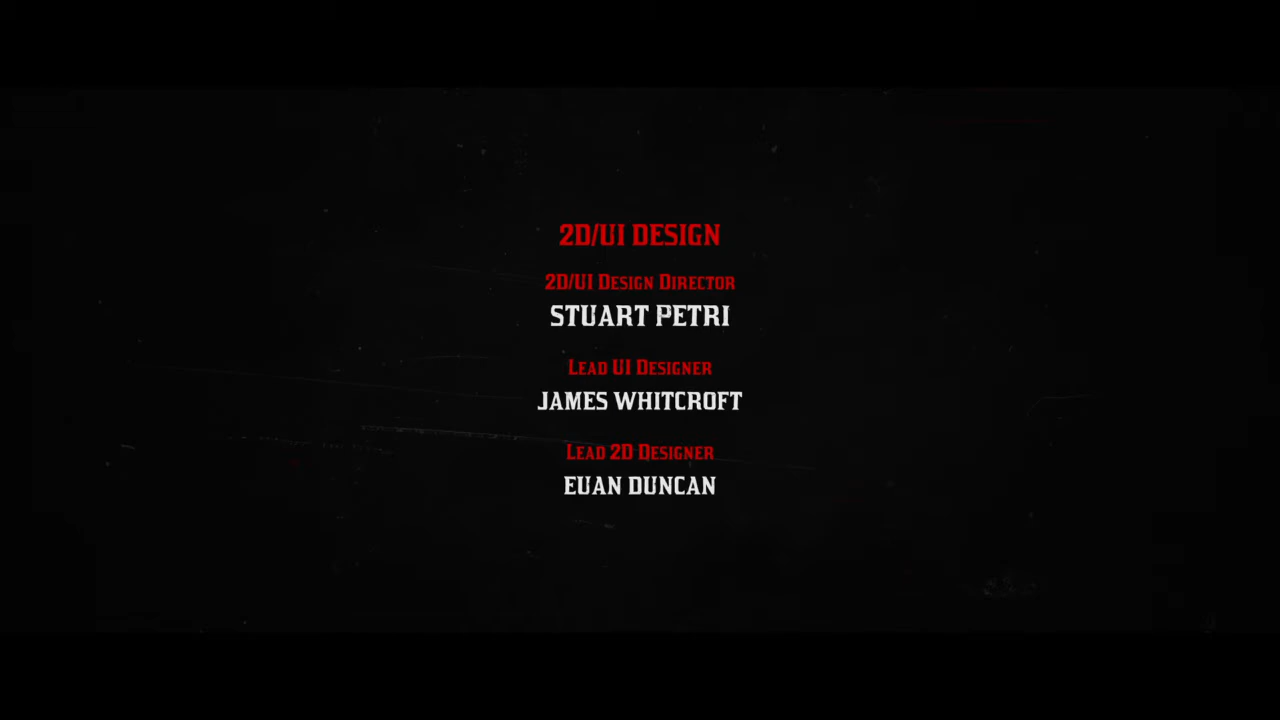 2D/UI DESIGN
2D/UI Design Director
STUART PETRI
Lead UI Designer
JAMES WHITCROFT
Lead 2D Designer
EUAN DUNCAN